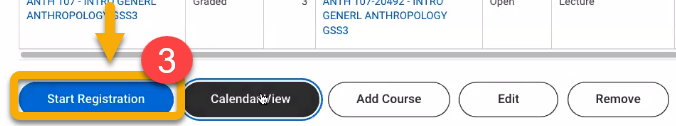 ANTH 107 - INTRO GENERL Graded 3 ANTH 107-20492 - INTRO Open Lecture
ANTHROPOLOGY GENERL ANTHROPOLOGY
GSS3 GSS3
3
Start Registration Calendar View Add Course Edit Remove